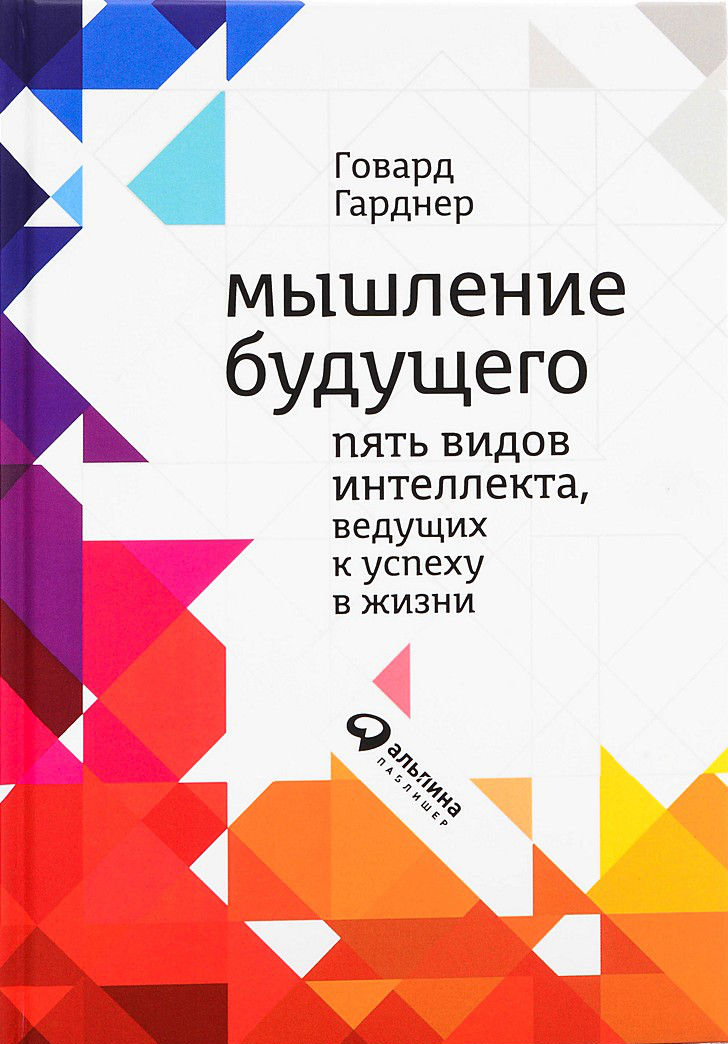 Говард
Гарднер
мышление
будущего
пять видов
интеллекта,
ведущих
к успеху
в жизни
альпина
ПАБЛИШЕР